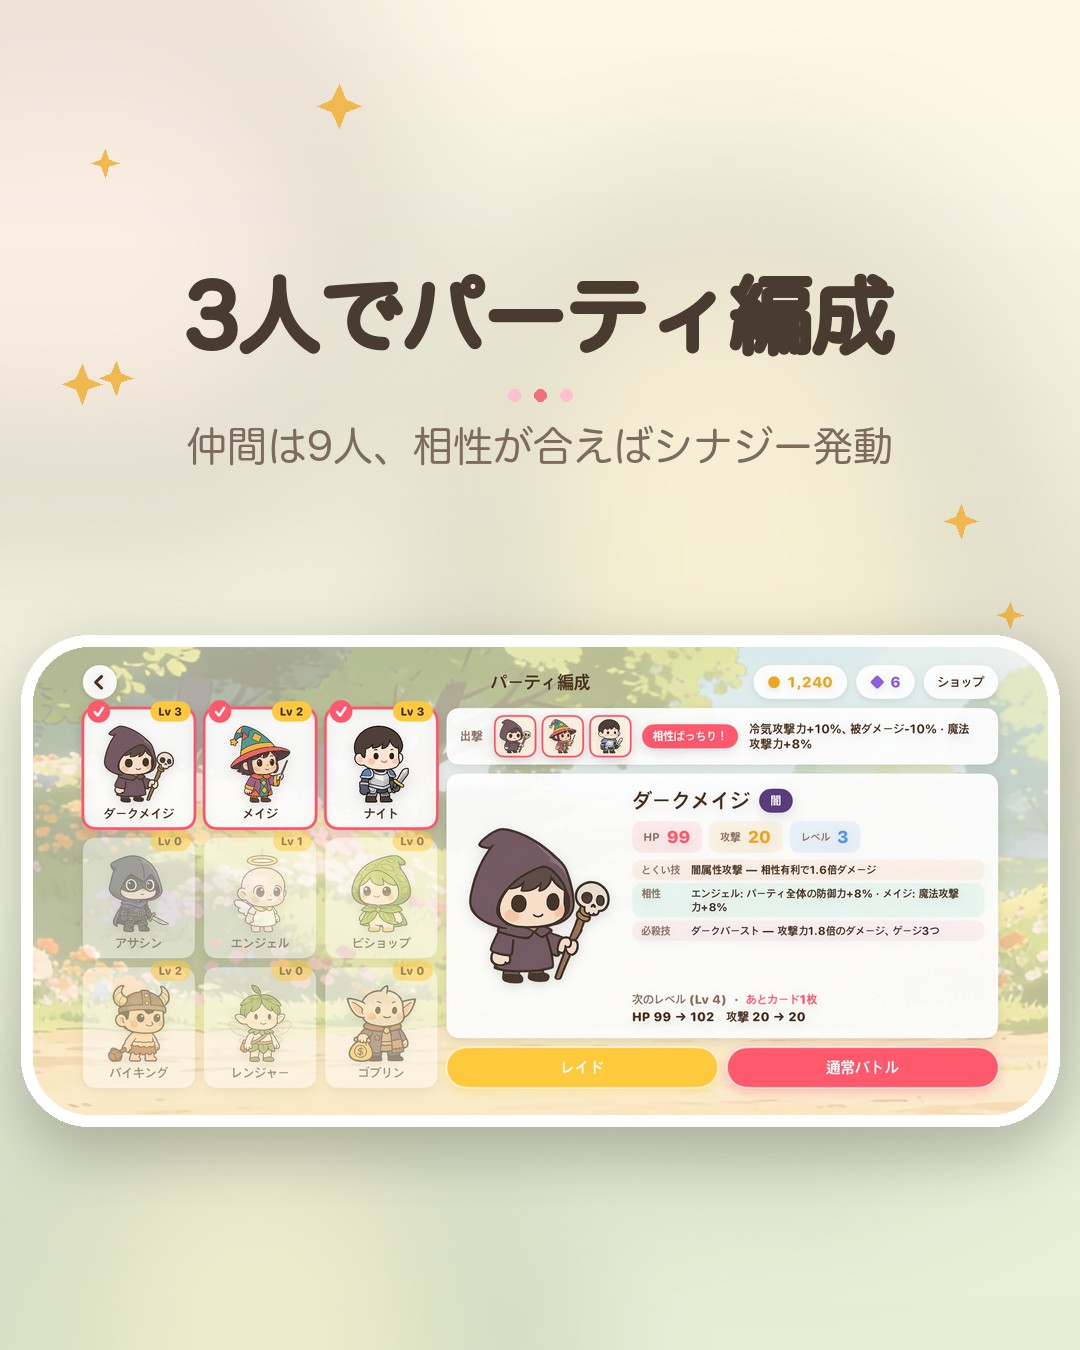 3人でパーティ編成
仲間は9人、相性が合えばシナジー発動
パーティ編成
1,240
6
ショップ
Lv 3
ダークメイジ
Lv 2
メイジ
Lv 3
ナイト
Lv 0
アサシン
Lv 1
エンジェル
Lv 0
ビショップ
Lv 2
バイキング
Lv 0
レンジャー
Lv 0
ゴブリン
出撃
相性ばっちり！
冷気攻撃力+10%、被ダメージ-10%・魔法
攻撃力+8%
ダークメイジ 闇
HP 99 攻撃 20 レベル 3
とくい技 闇属性攻撃 — 相性有利で1.6倍ダメージ
相性 エンジェル: パーティ全体の防御力+8%・メイジ: 魔法攻撃
力+8%
必殺技 ダークバースト — 攻撃力1.8倍のダメージ、ゲージ3つ
次のレベル (Lv 4) ・ あとカード1枚
HP 99 → 102 攻撃 20 → 20
レイド
通常バトル